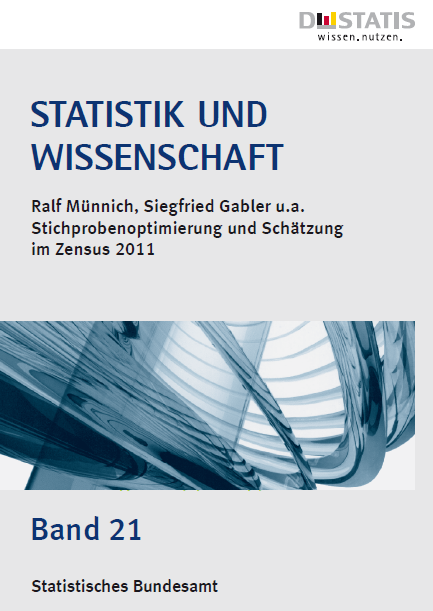 DESTATIS
wissen.nutzen.
STATISTIK UND
WISSENSCHAFT
Ralf Münnich, Siegfried Gabler u.a.
Stichprobenoptimierung und Schätzung
im Zensus 2011
Band 21
Statistisches Bundesamt